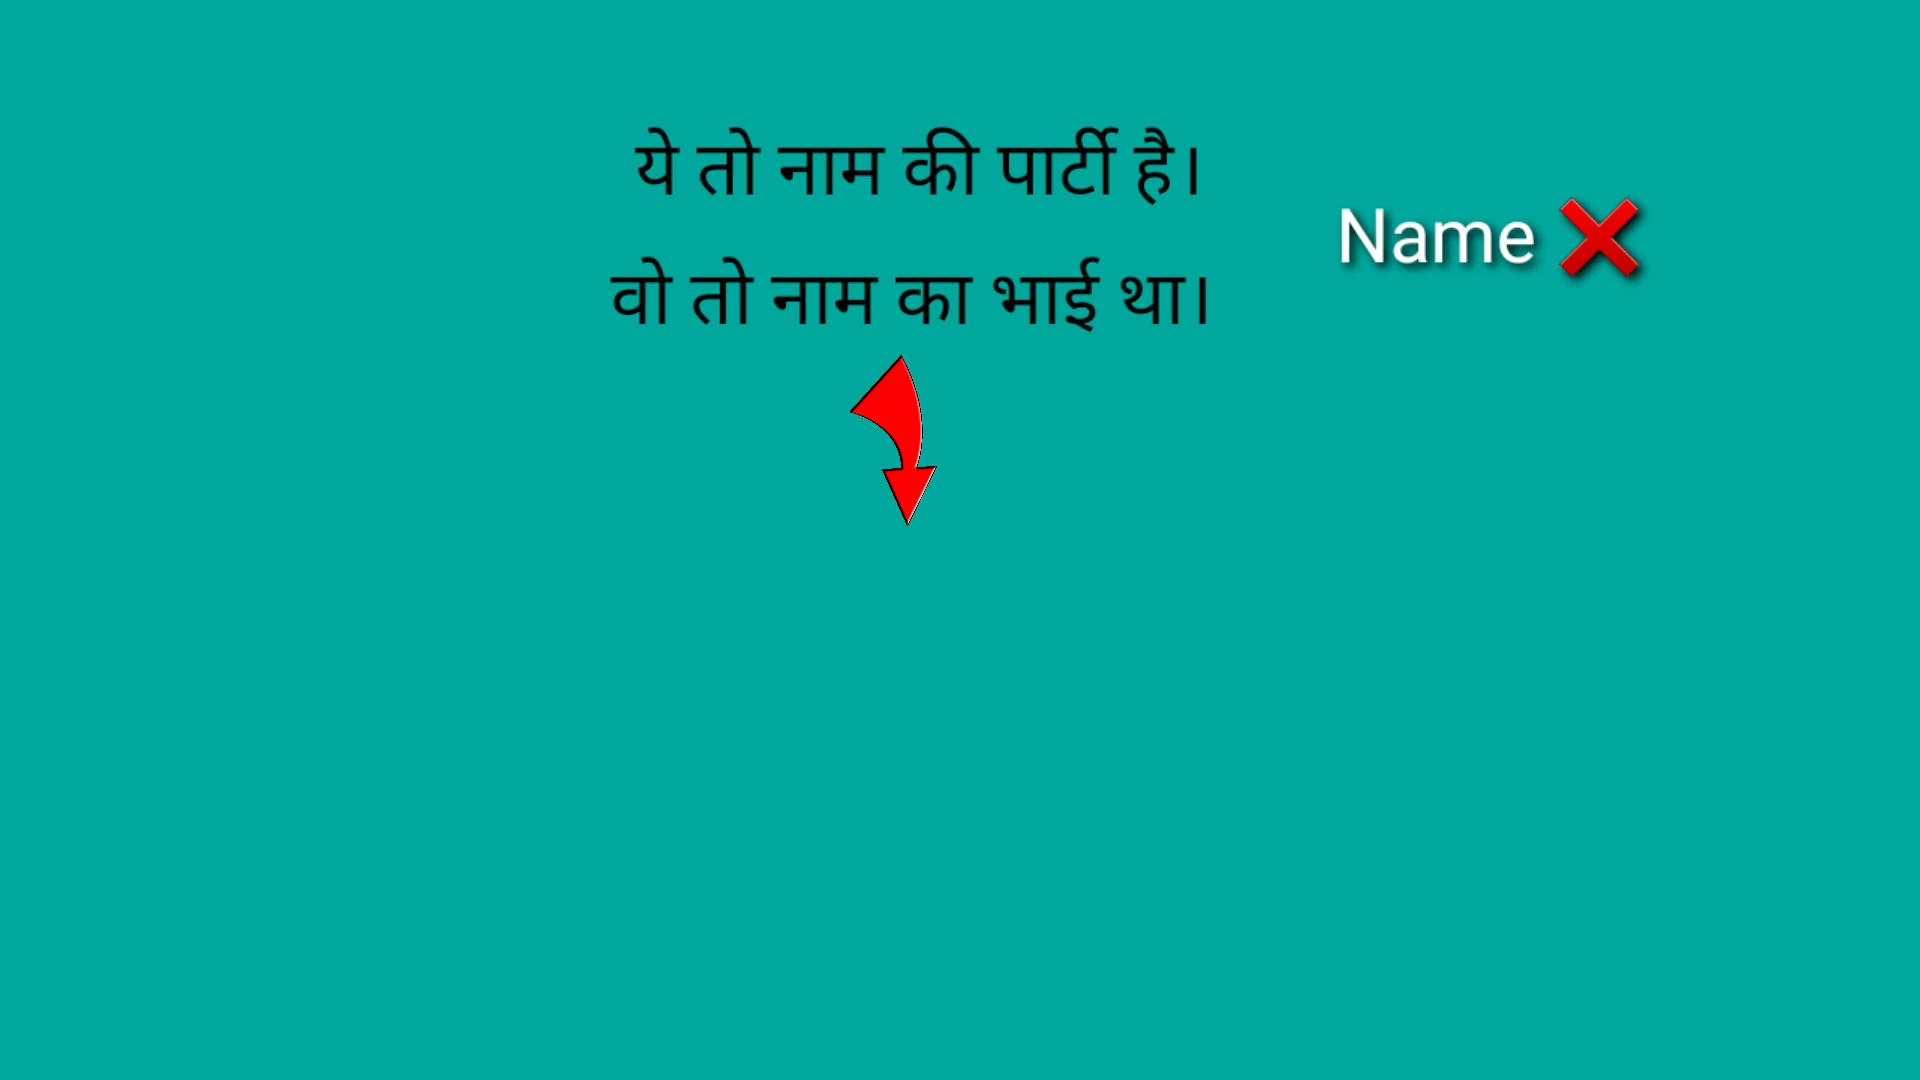 ये तो नाम की पार्टी है।
Name ❌
वो तो नाम का भाई था।